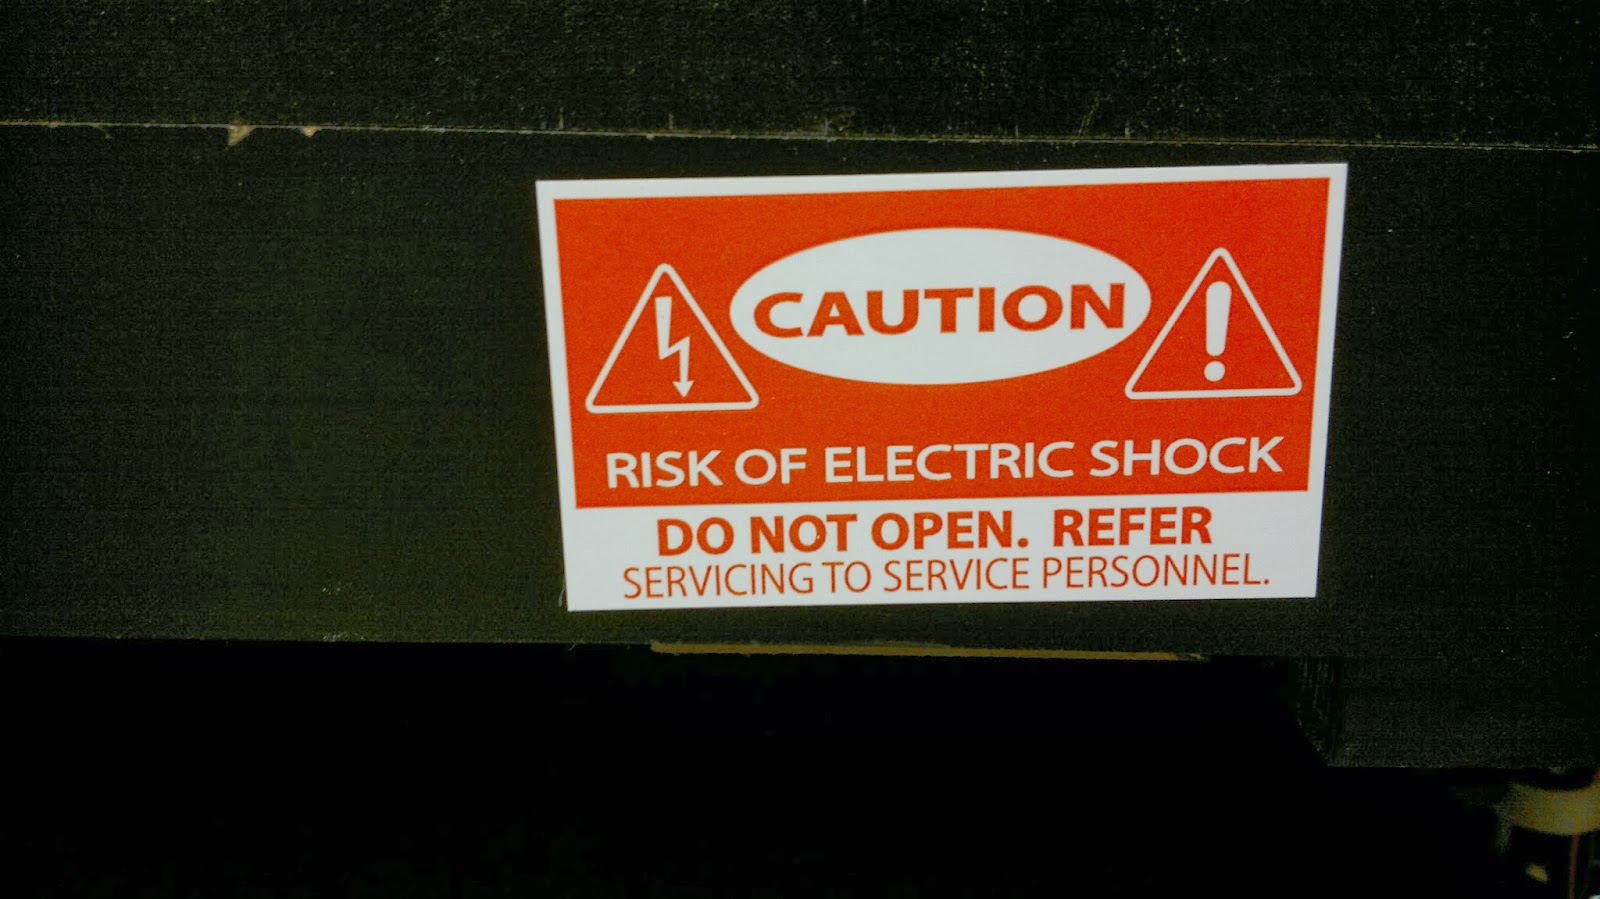 CAUTION
RISK OF ELECTRIC SHOCK
DO NOT OPEN. REFER
SERVICING TO SERVICE PERSONNEL.